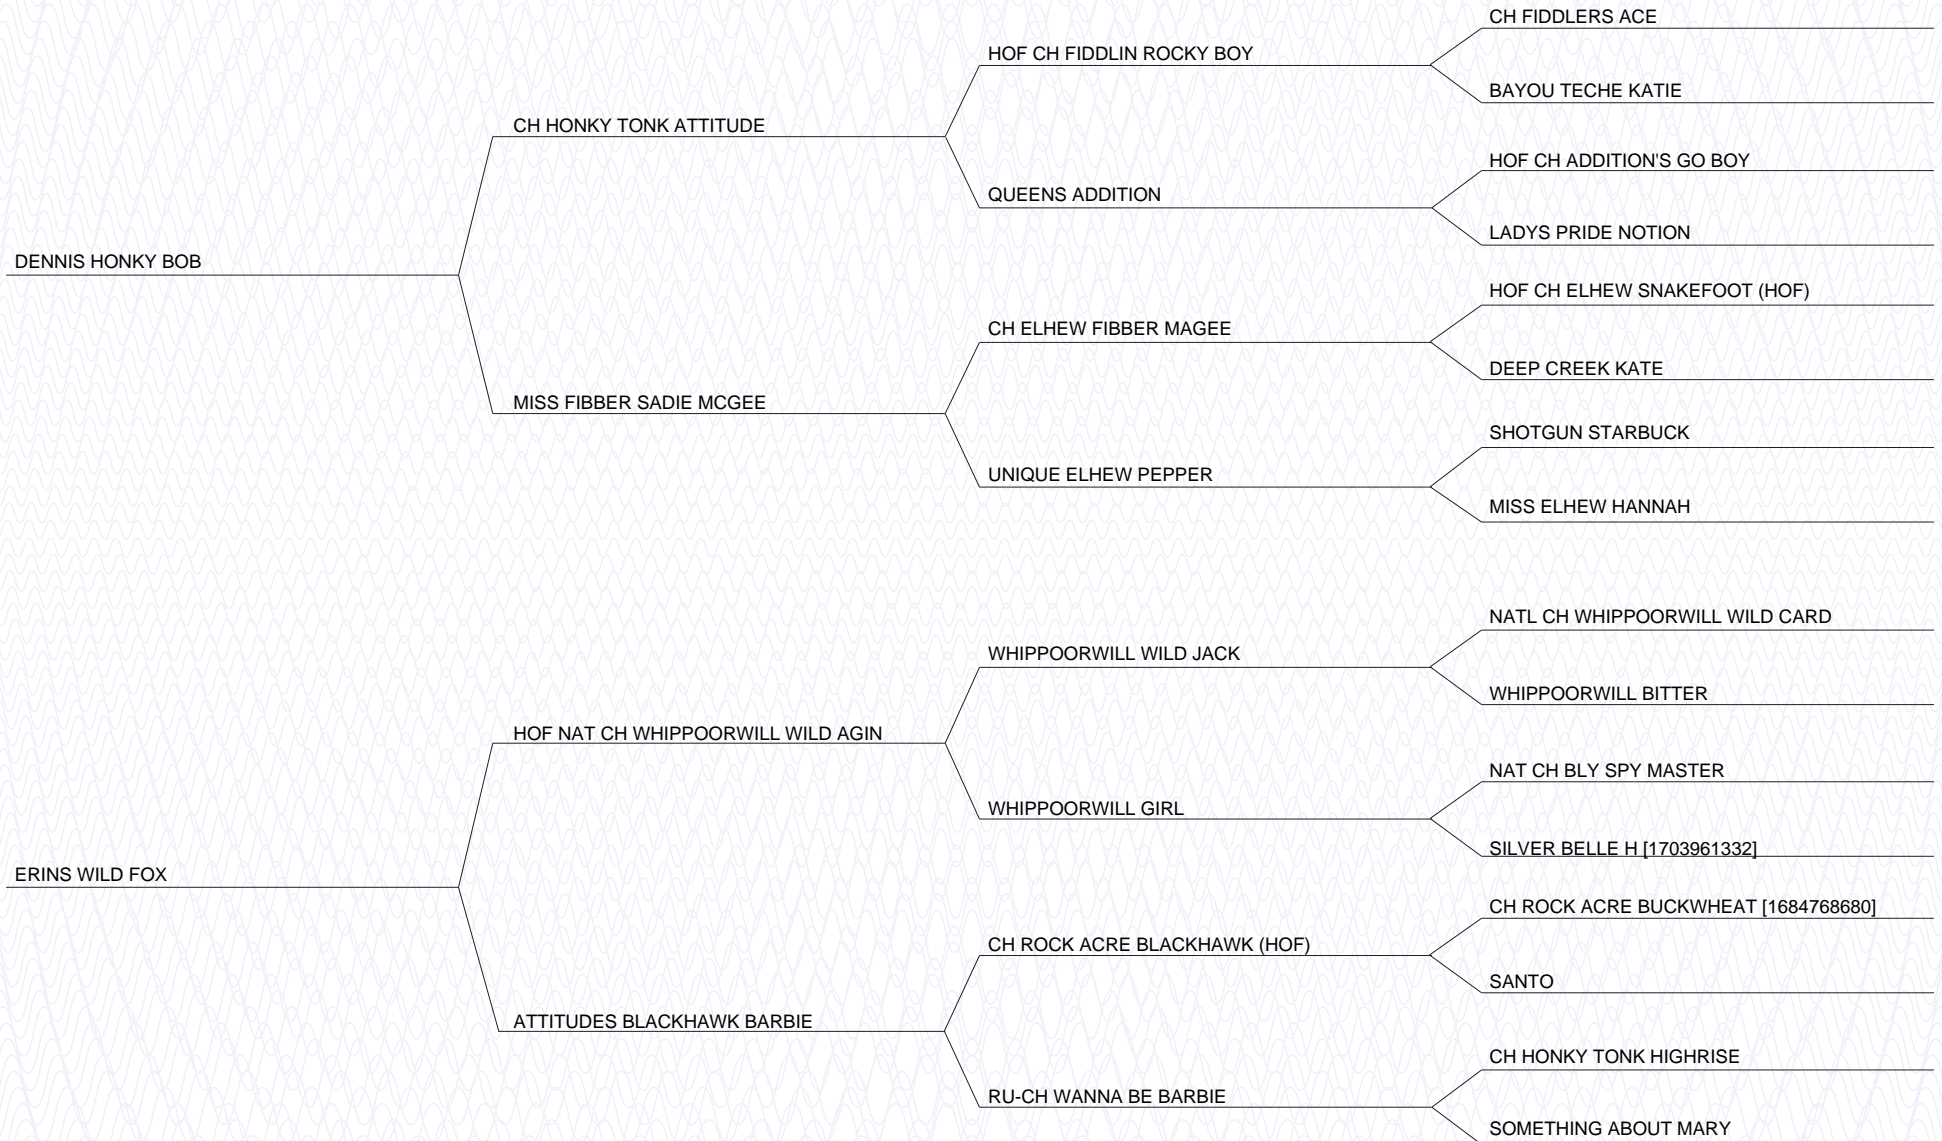 CH FIDDLERS ACE
HOF CH FIDDLIN ROCKY BOY
BAYOU TECHE KATIE
CH HONKY TONK ATTITUDE
HOF CH ADDITION'S GO BOY
QUEENS ADDITION
LADYS PRIDE NOTION
DENNIS HONKY BOB
HOF CH ELHEW SNAKEFOOT (HOF)
CH ELHEW FIBBER MAGEE
DEEP CREEK KATE
MISS FIBBER SADIE MCGEE
SHOTGUN STARBUCK
UNIQUE ELHEW PEPPER
MISS ELHEW HANNAH
NATL CH WHIPPOORWILL WILD CARD
WHIPPOORWILL WILD JACK
WHIPPOORWILL BITTER
HOF NAT CH WHIPPOORWILL WILD AGIN
NAT CH BLY SPY MASTER
WHIPPOORWILL GIRL
SILVER BELLE H [1703961332]
ERINS WILD FOX
CH ROCK ACRE BUCKWHEAT [1684768680]
CH ROCK ACRE BLACKHAWK (HOF)
SANTO
ATTITUDES BLACKHAWK BARBIE
CH HONKY TONK HIGHRISE
RU-CH WANNA BE BARBIE
SOMETHING ABOUT MARY